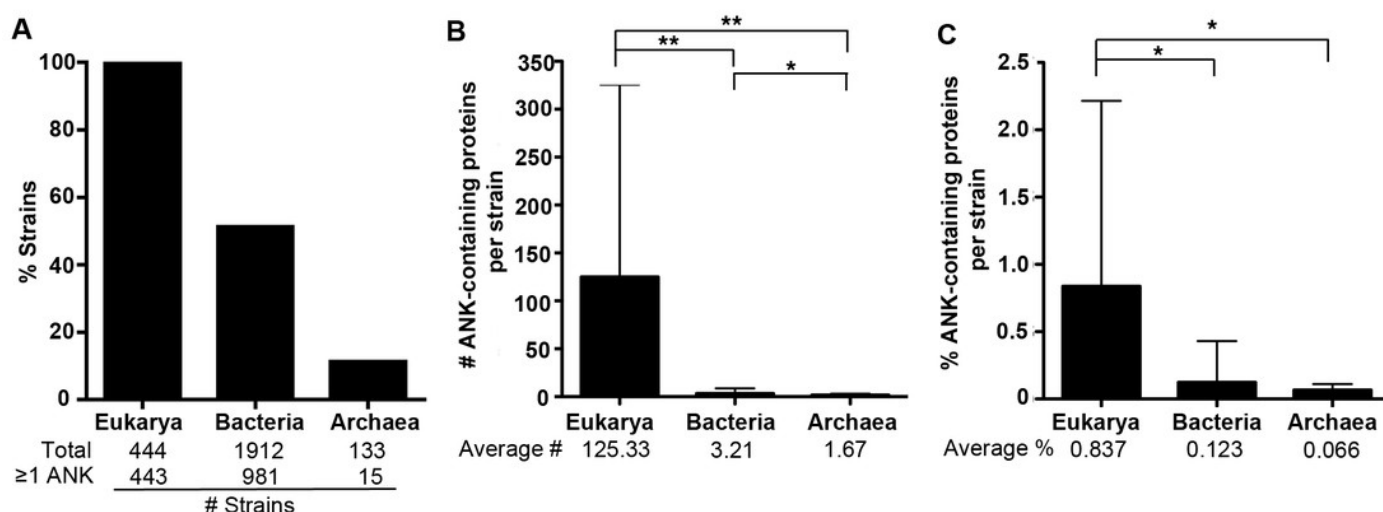 A
% Strains
100
80
60
40
20
0
Eukarya Bacteria Archaea
Total 444 1912 133
≥1 ANK 443 981 15
# Strains
B
# ANK-containing proteins
per strain
**
**
*
350
300
250
200
150
100
50
0
Eukarya Bacteria Archaea
Average # 125.33 3.21 1.67
C
% ANK-containing proteins
per strain
*
*
2.5
2.0
1.5
1.0
0.5
0
Eukarya Bacteria Archaea
Average % 0.837 0.123 0.066